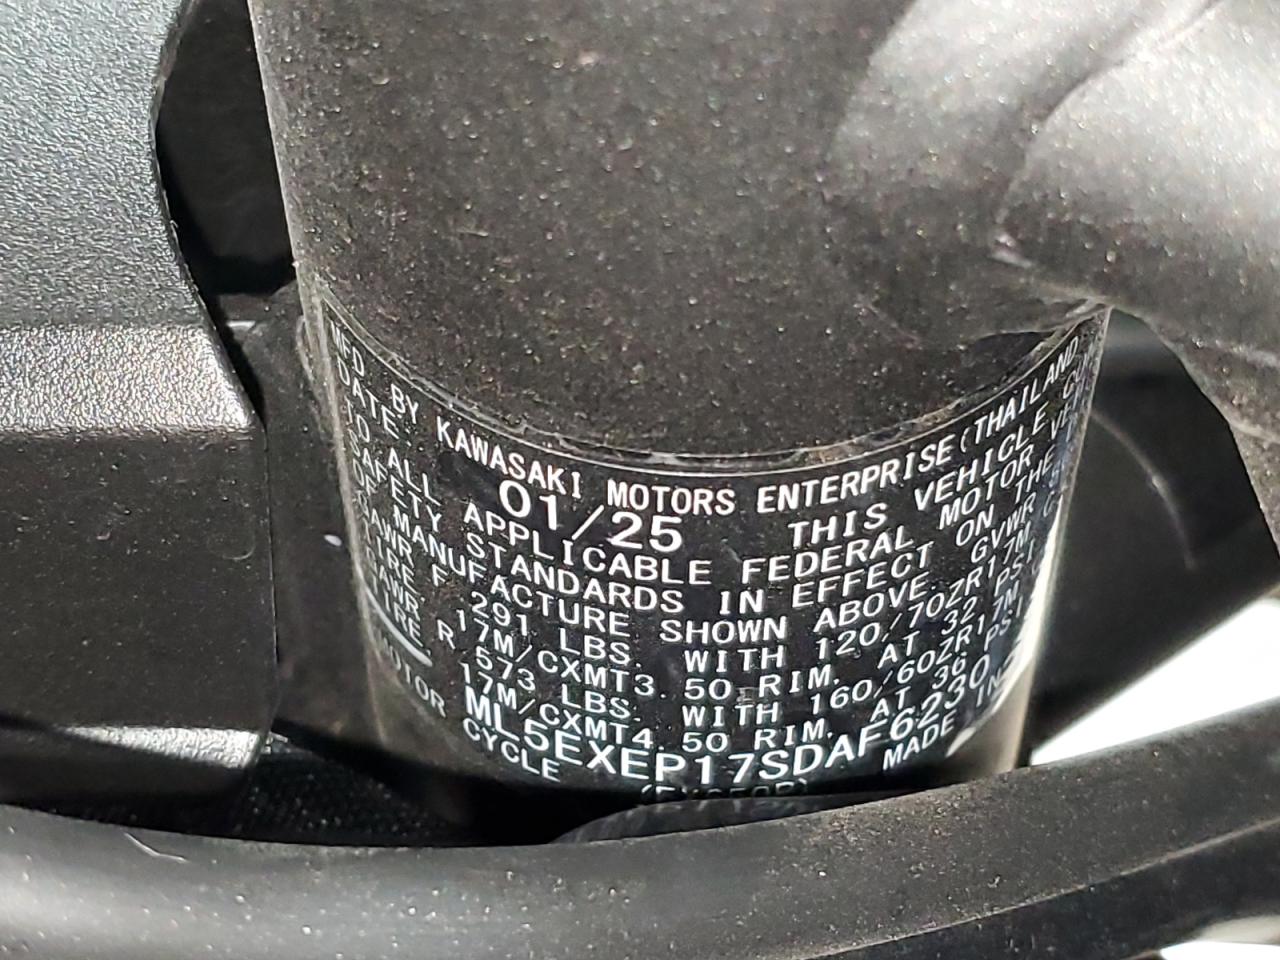 MFD BY KAWASAKI MOTORS ENTERPRISE(THAILAND
DATE: 01/25 THIS VEHICLE
TO ALL APPLICABLE FEDERAL MOTOR VEH
SAFETY STANDARDS IN EFFECT ON THE
OF MANUFACTURE SHOWN ABOVE GVWR
GAWR F 291 LBS. WITH 120/70ZR17M
TIRE 17M/CXMT3.50 RIM. AT 32 PSI
GAWR R 573 LBS. WITH 160/60ZR17M
TIRE 17M/CXMT4.50 RIM. AT 36 PSI
ML5EXEP17SDAF6230
MOTOR CYCLE MADE IN